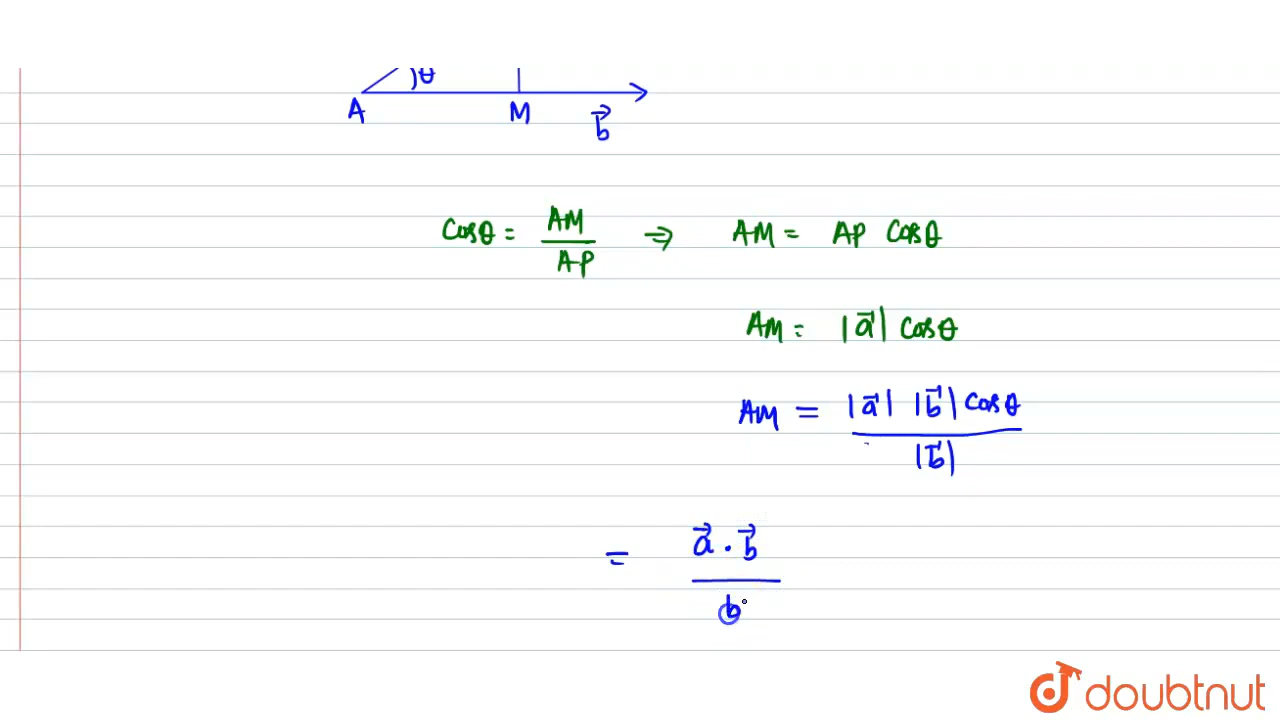 θ
A M b⃗
Cosθ = AM/AP ⇒ AM = AP Cosθ
AM = |a⃗| Cosθ
AM = |a⃗| |b⃗| Cosθ / |b⃗|
= a⃗ · b⃗ / b
doubtnut